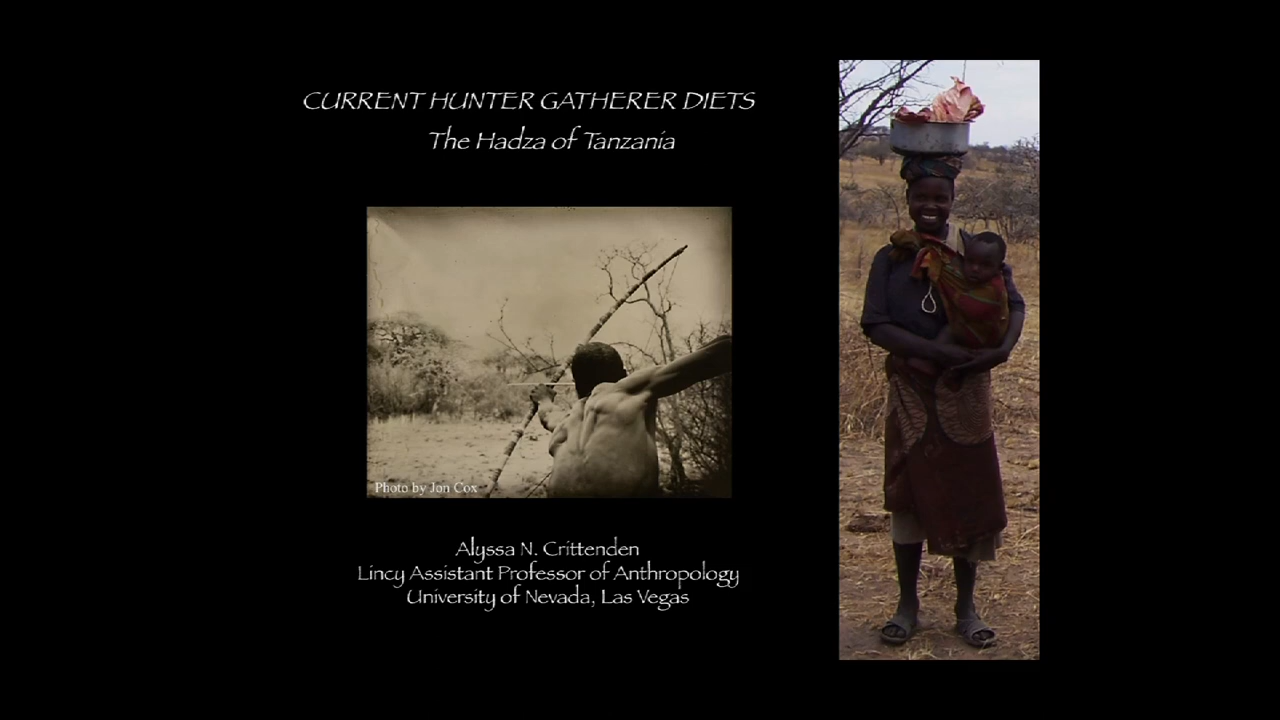 CURRENT HUNTER GATHERER DIETS
The Hadza of Tanzania
Photo by Jon Cox
Alyssa N. Crittenden
Lincy Assistant Professor of Anthropology
University of Nevada, Las Vegas